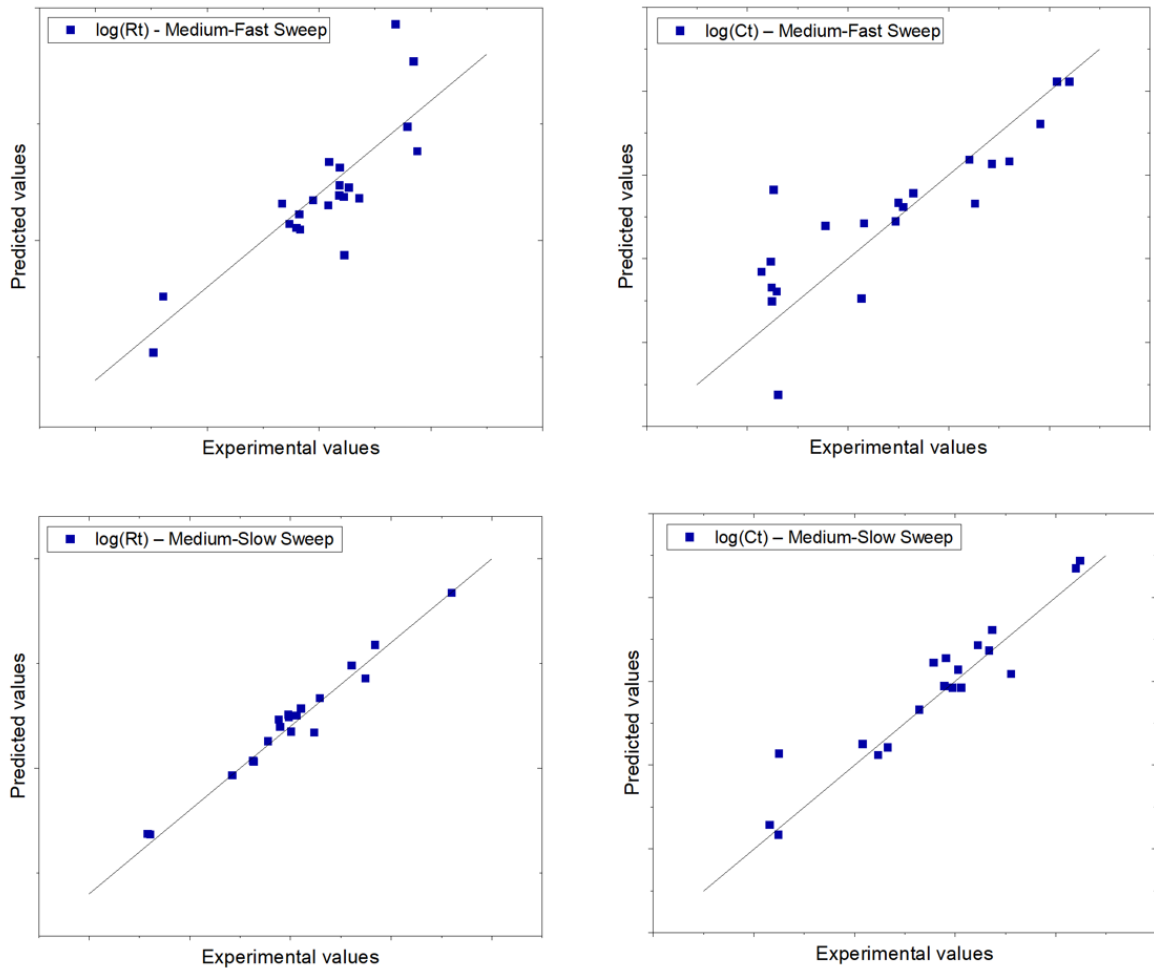 log(Rt) - Medium-Fast Sweep
Predicted values
Experimental values
log(Ct) – Medium-Fast Sweep
Predicted values
Experimental values
log(Rt) – Medium-Slow Sweep
Predicted values
Experimental values
log(Ct) – Medium-Slow Sweep
Predicted values
Experimental values